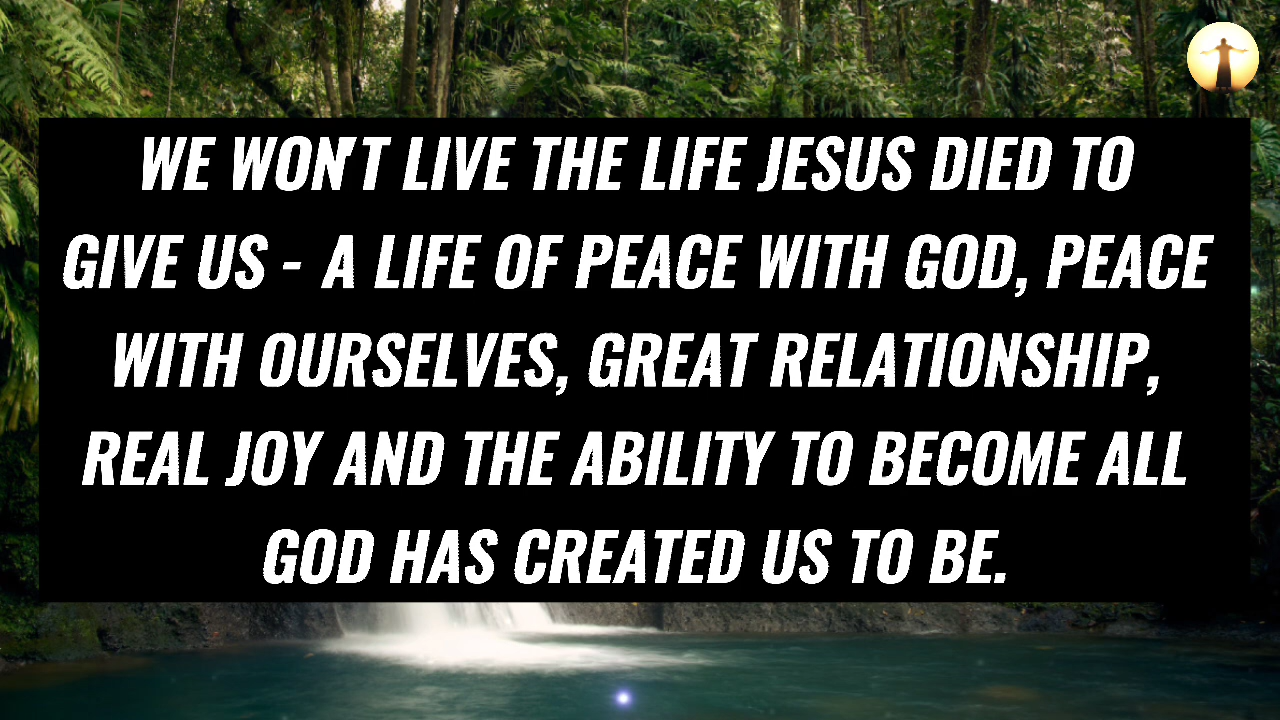 WE WON'T LIVE THE LIFE JESUS DIED TO
GIVE US - A LIFE OF PEACE WITH GOD, PEACE
WITH OURSELVES, GREAT RELATIONSHIP,
REAL JOY AND THE ABILITY TO BECOME ALL
GOD HAS CREATED US TO BE.